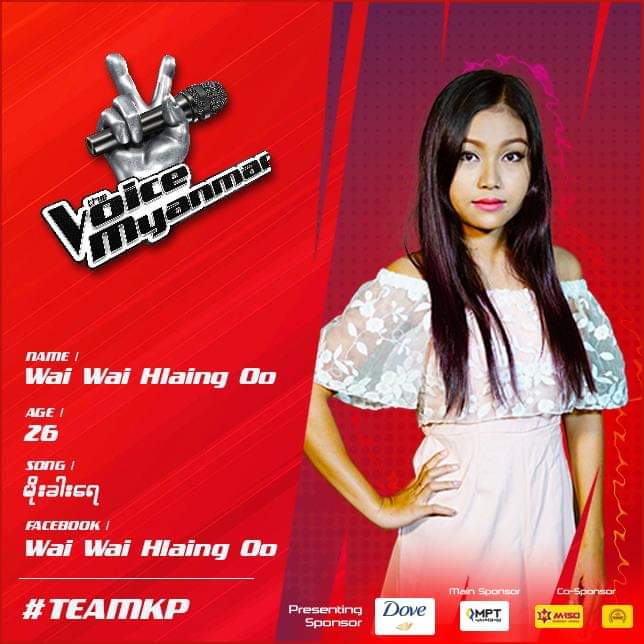 The
Voice
Myanmar
NAME /
Wai Wai Hlaing Oo
AGE /
26
SONG /
မိုးခါးရေ
FACEBOOK /
Wai Wai Hlaing Oo
#TEAMKP
Presenting
Sponsor
Dove
Main Sponsor
MPT
Co-Sponsor